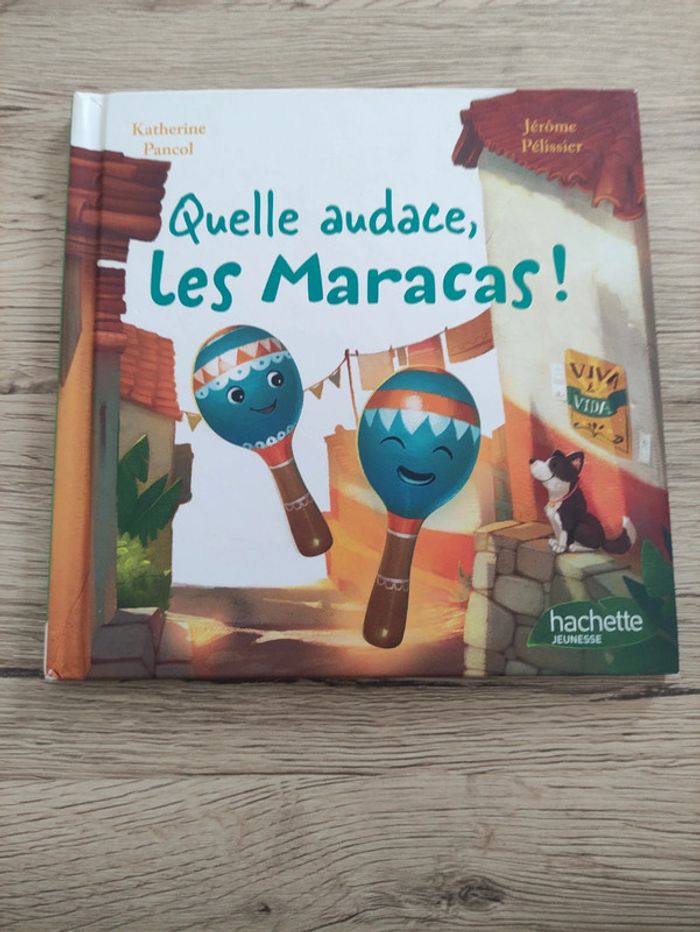 Katherine
Pancol
Jérôme
Pélissier
Quelle audace,
les Maracas !
VIVA
VIDA
hachette
JEUNESSE